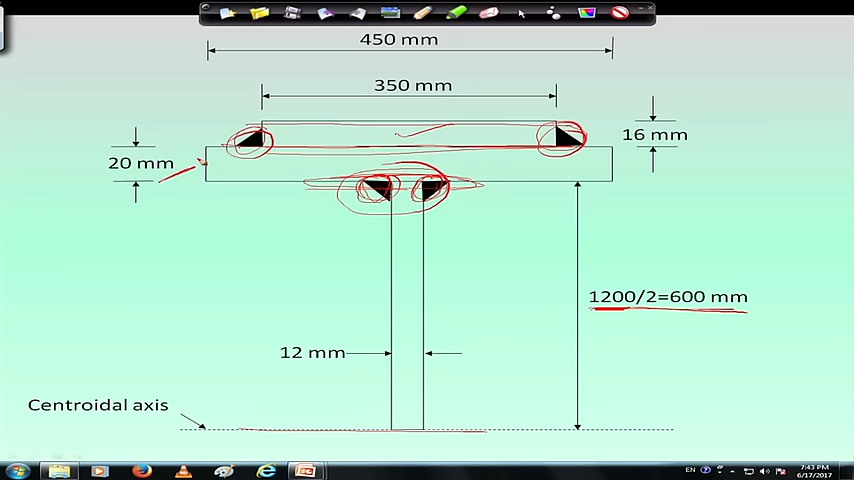 450 mm
350 mm
16 mm
20 mm
1200/2=600 mm
12 mm
Centroidal axis
EN
7:43 PM
6/17/2017